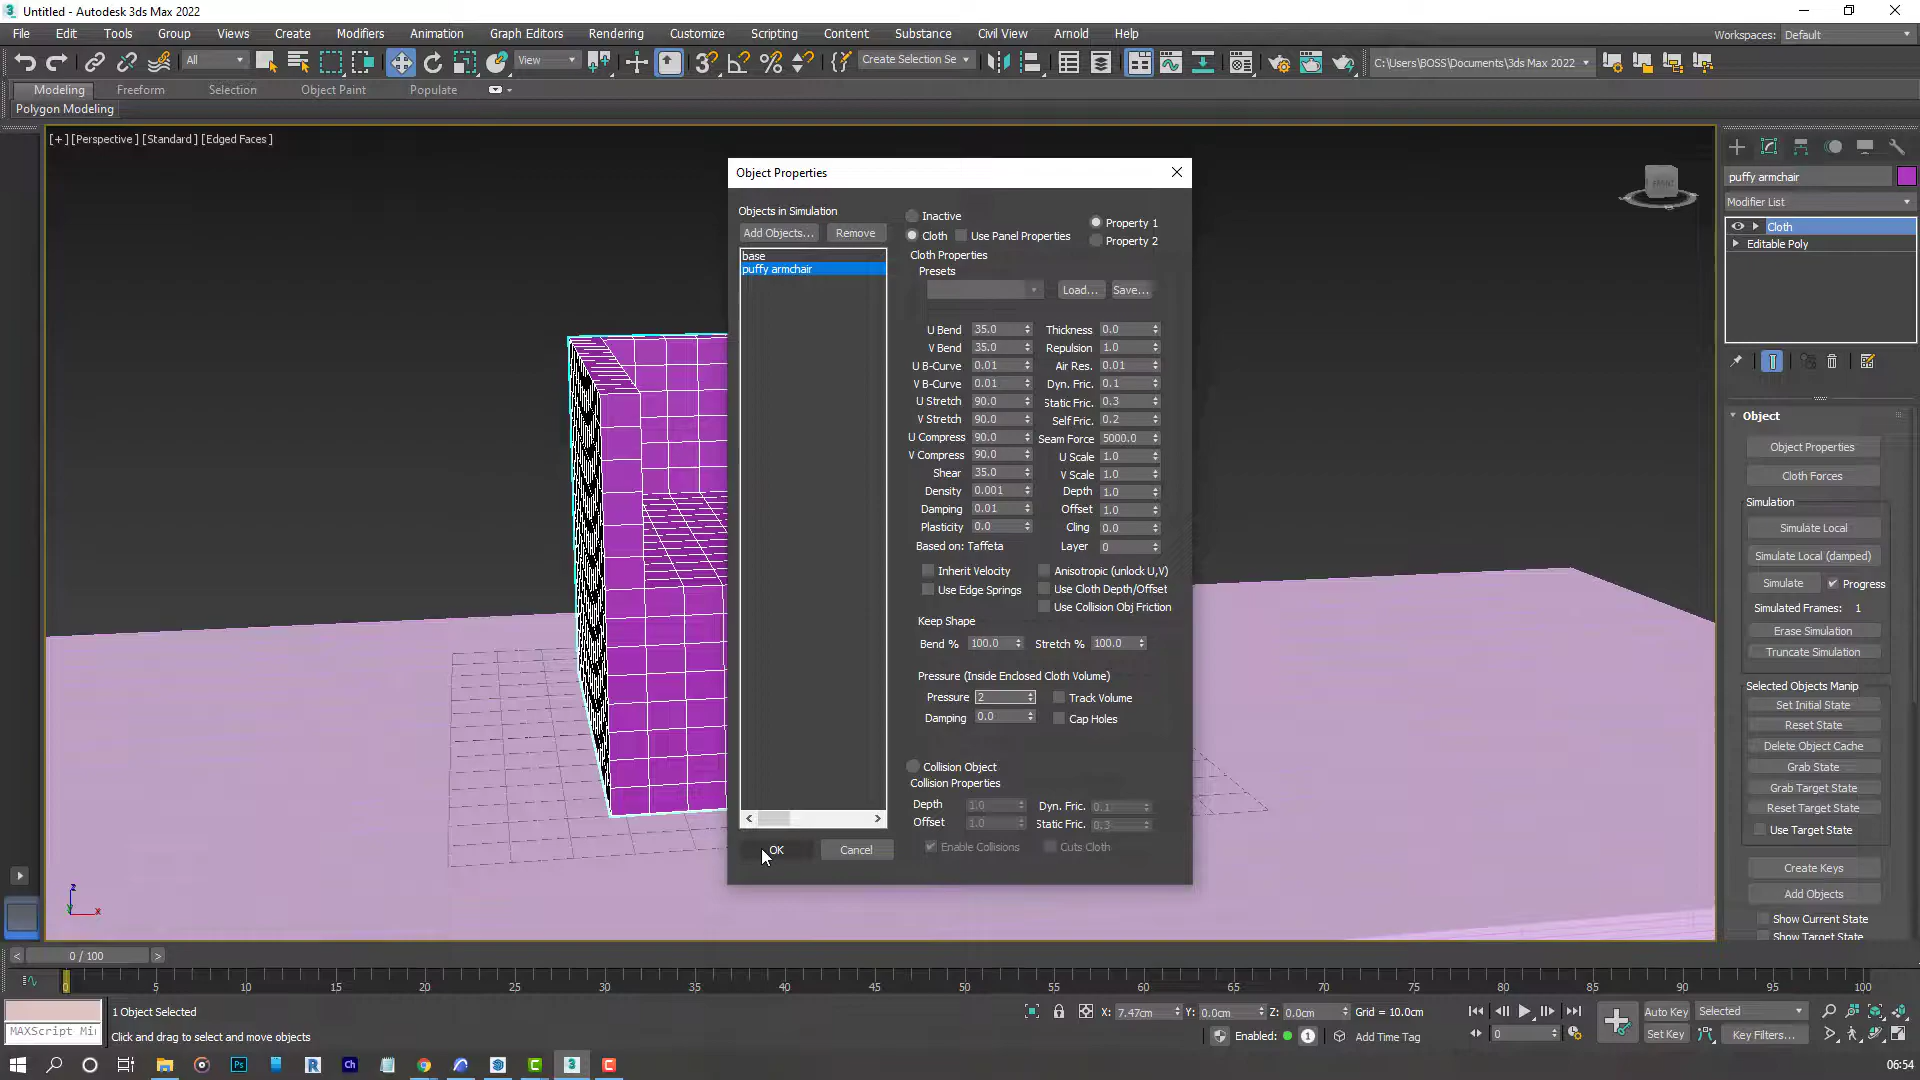 Untitled - Autodesk 3ds Max 2022
File Edit Tools Group Views Create Modifiers Animation Graph Editors Rendering Customize Scripting Content Substance Civil View Arnold Help
Workspaces: Default
All
View
Create Selection Se
C:\Users\BOSS\Documents\3ds Max 2022
Modeling Freeform Selection Object Paint Populate
Polygon Modeling
[+] [Perspective] [Standard] [Edged Faces]
Object Properties
Objects in Simulation
Add Objects... Remove
base
puffy armchair
OK Cancel
Inactive
Cloth Use Panel Properties
Property 1
Property 2
Cloth Properties
Presets
Load... Save...
U Bend 35.0 Thickness 0.0
V Bend 35.0 Repulsion 1.0
U B-Curve 0.01 Air Res. 0.01
V B-Curve 0.01 Dyn. Fric. 0.1
U Stretch 90.0 Static Fric. 0.3
V Stretch 90.0 Self Fric. 0.2
U Compress 90.0 Seam Force 5000.0
V Compress 90.0 U Scale 1.0
Shear 35.0 V Scale 1.0
Density 0.001 Depth 1.0
Damping 0.01 Offset 1.0
Plasticity 0.0 Cling 0.0
Based on: Taffeta Layer 0
Inherit Velocity Anisotropic (unlock U,V)
Use Edge Springs Use Cloth Depth/Offset
Use Collision Obj Friction
Keep Shape
Bend % 100.0 Stretch % 100.0
Pressure (Inside Enclosed Cloth Volume)
Pressure 2 Track Volume
Damping 0.0 Cap Holes
Collision Object
Collision Properties
Depth 1.0 Dyn. Fric. 0.1
Offset 1.0 Static Fric. 0.3
Enable Collisions Cuts Cloth
FRONT
puffy armchair
Modifier List
Cloth
Editable Poly
Object
Object Properties
Cloth Forces
Simulation
Simulate Local
Simulate Local (damped)
Simulate Progress
Simulated Frames: 1
Erase Simulation
Truncate Simulation
Selected Objects Manip
Set Initial State
Reset State
Delete Object Cache
Grab State
Grab Target State
Reset Target State
Use Target State
Create Keys
Add Objects
Show Current State
Show Target State
z
y
x
< 0 / 100 >
0 5 10 15 20 25 30 35 40 45 50 55 60 65 70 75 80 85 90 95 100
1 Object Selected
MAXScript Mi
Click and drag to select and move objects
X: 7.47cm Y: 0.0cm Z: 0.0cm Grid = 10.0cm
Enabled: 1 Add Time Tag
0
Auto Key Selected
Set Key Key Filters...
Ps
R
Ch
3
C
C
06:54